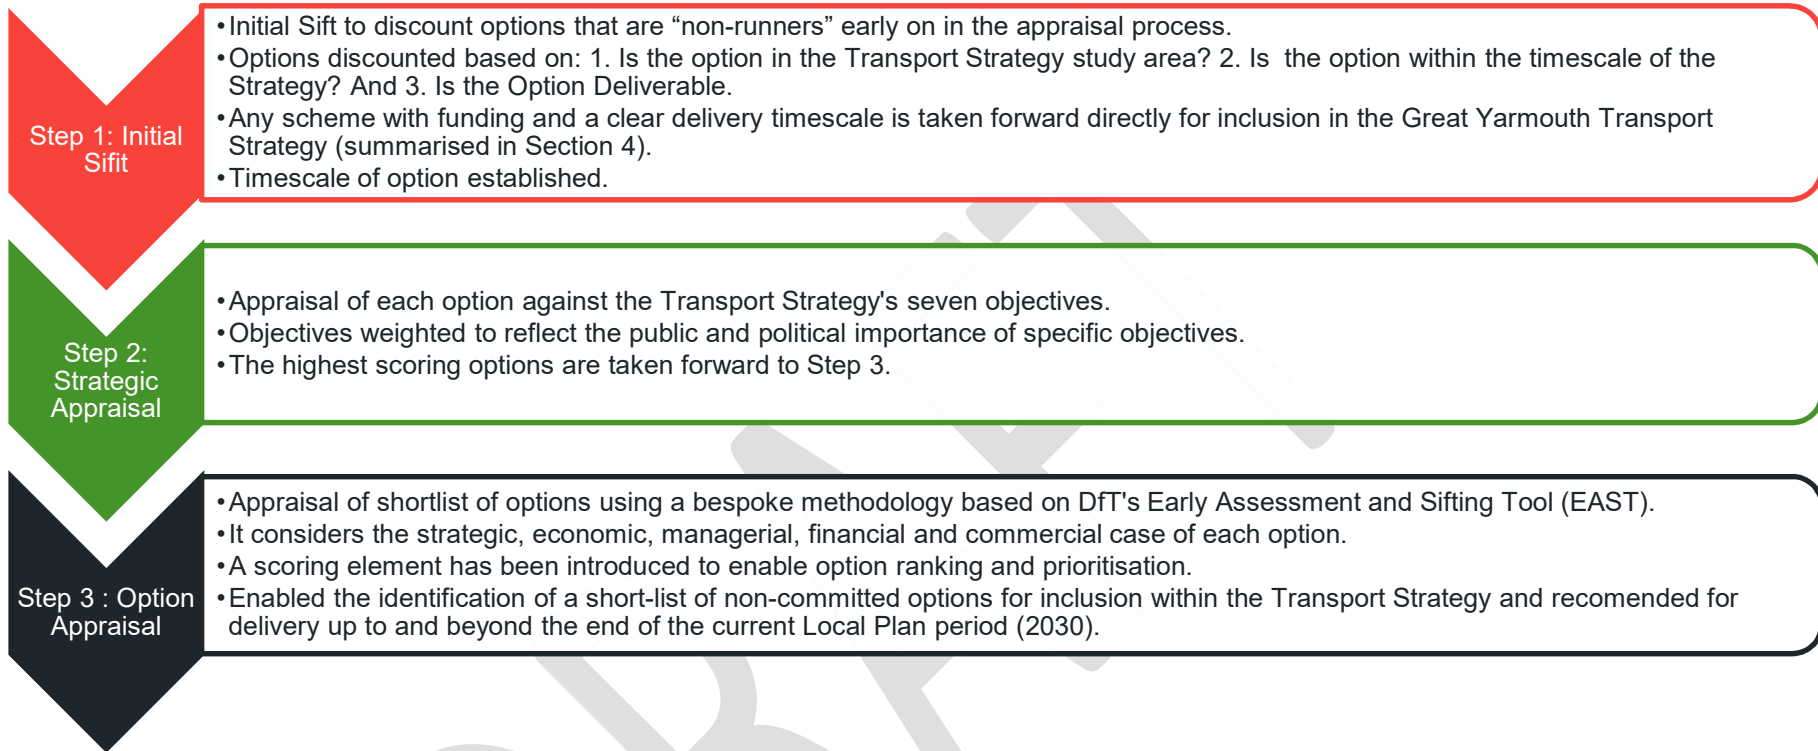 Step 1: Initial
Sifit
•Initial Sift to discount options that are “non-runners” early on in the appraisal process.
•Options discounted based on: 1. Is the option in the Transport Strategy study area? 2. Is  the option within the timescale of the
Strategy? And 3. Is the Option Deliverable.
•Any scheme with funding and a clear delivery timescale is taken forward directly for inclusion in the Great Yarmouth Transport
Strategy (summarised in Section 4).
•Timescale of option established.
Step 2:
Strategic
Appraisal
•Appraisal of each option against the Transport Strategy's seven objectives.
•Objectives weighted to reflect the public and political importance of specific objectives.
•The highest scoring options are taken forward to Step 3.
Step 3 : Option
Appraisal
•Appraisal of shortlist of options using a bespoke methodology based on DfT's Early Assessment and Sifting Tool (EAST).
•It considers the strategic, economic, managerial, financial and commercial case of each option.
•A scoring element has been introduced to enable option ranking and prioritisation.
•Enabled the identification of a short-list of non-committed options for inclusion within the Transport Strategy and recomended for
delivery up to and beyond the end of the current Local Plan period (2030).
DRAFT